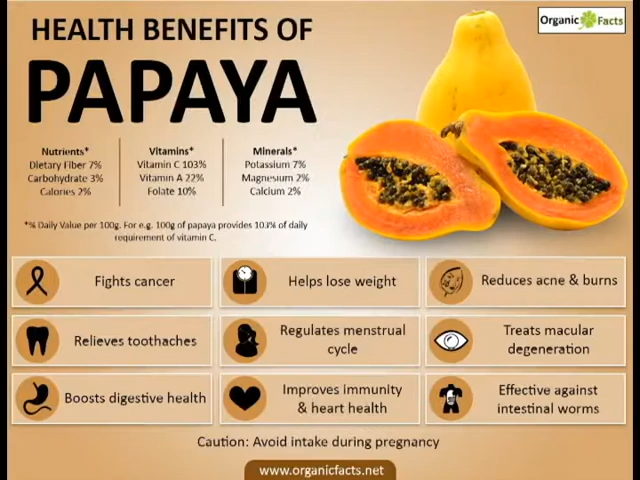 HEALTH BENEFITS OF
PAPAYA
Organic Facts
Nutrients*
Dietary Fiber 7%
Carbohydrate 3%
Calories 2%
Vitamins*
Vitamin C 103%
Vitamin A 22%
Folate 10%
Minerals*
Potassium 7%
Magnesium 2%
Calcium 2%
*% Daily Value per 100g. For e.g. 100g of papaya provides 103% of daily
requirement of vitamin C.
Fights cancer
Helps lose weight
Reduces acne & burns
Relieves toothaches
Regulates menstrual
cycle
Treats macular
degeneration
Boosts digestive health
Improves immunity
& heart health
Effective against
intestinal worms
Caution: Avoid intake during pregnancy
www.organicfacts.net